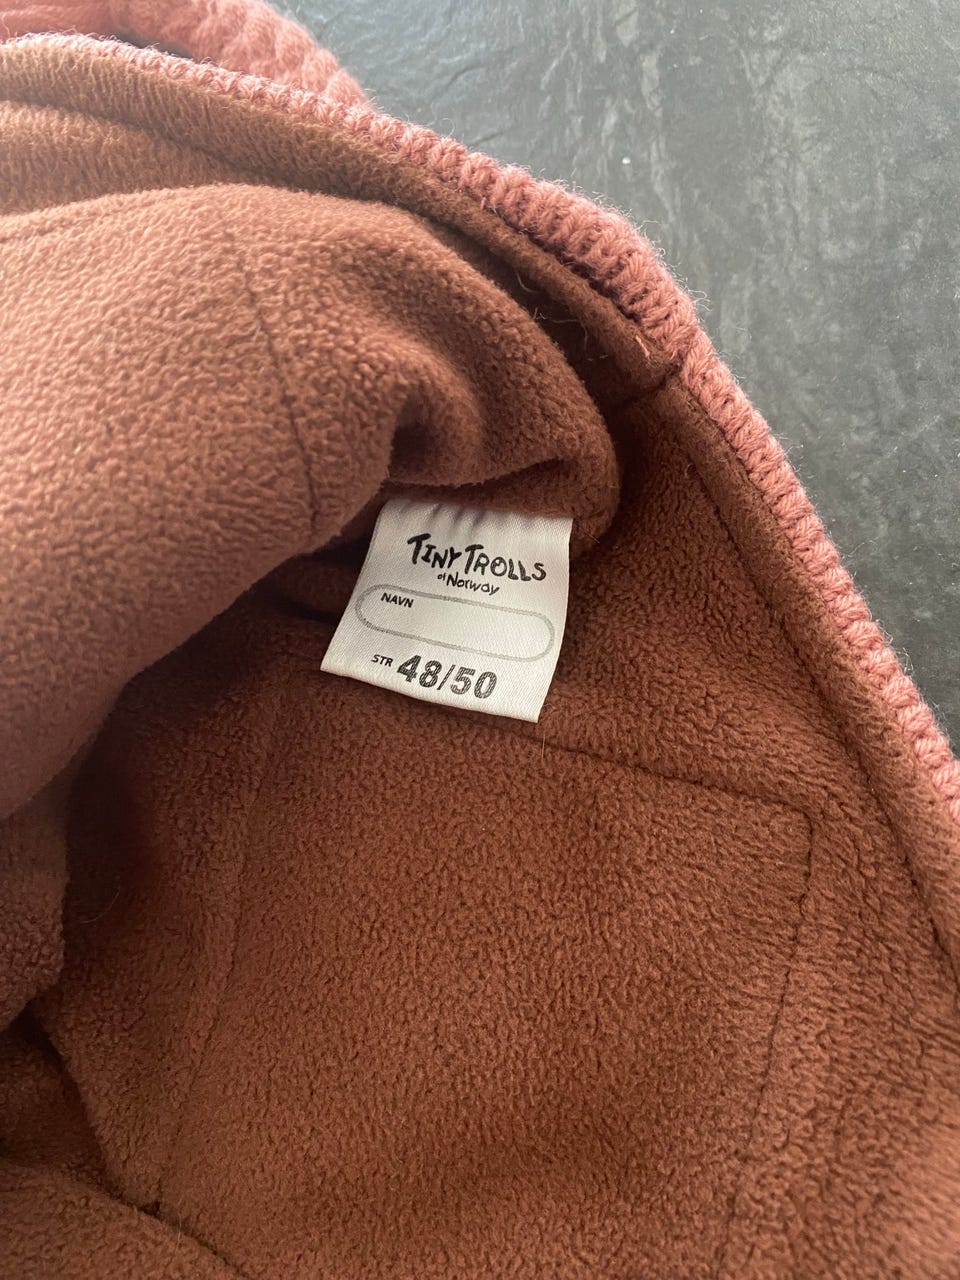 TINY TROLLS
of Norway
NAVN
STR 48/50